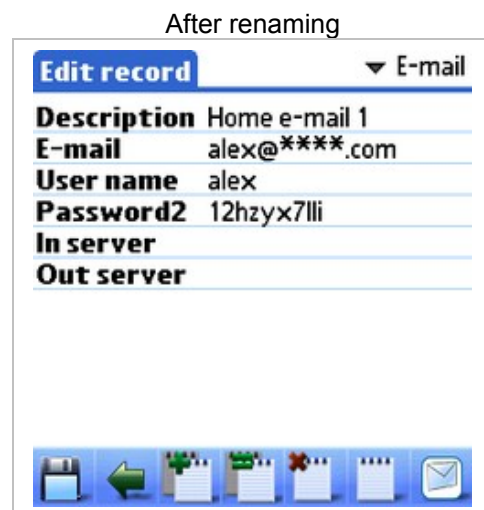 After renaming
Edit record E-mail
Description Home e-mail 1
E-mail alex@****.com
User name alex
Password2 12hzyx7lli
In server
Out server